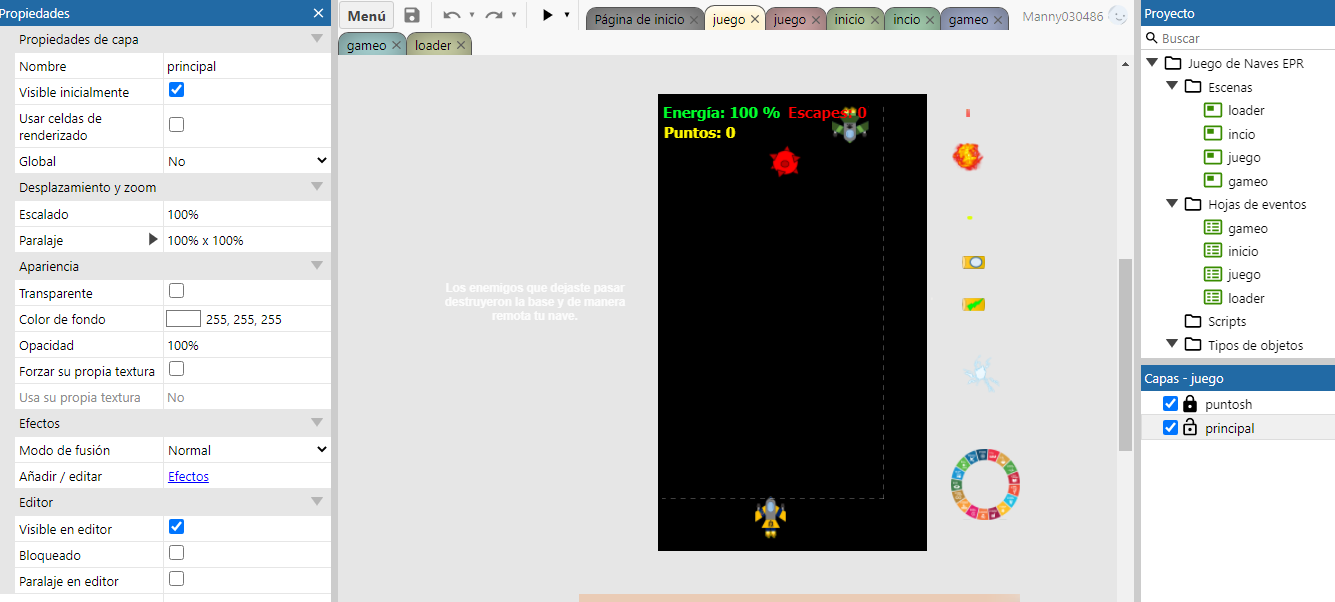 Propiedades
Propiedades de capa
Nombre principal
Visible inicialmente
Usar celdas de
renderizado
Global No
Desplazamiento y zoom
Escalado 100%
Paralaje 100% x 100%
Apariencia
Transparente
Color de fondo 255, 255, 255
Opacidad 100%
Forzar su propia textura
Usa su propia textura No
Efectos
Modo de fusión Normal
Añadir / editar Efectos
Editor
Visible en editor
Bloqueado
Paralaje en editor
Menú
Página de inicio
juego
juego
inicio
incio
gameo
Manny030486
gameo
loader
Energía: 100 % Escapes: 0
Puntos: 0
Los enemigos que dejaste pasar
destruyeron la base y de manera
remota tu nave.
Proyecto
Buscar
Juego de Naves EPR
Escenas
loader
incio
juego
gameo
Hojas de eventos
gameo
inicio
juego
loader
Scripts
Tipos de objetos
Capas - juego
puntosh
principal